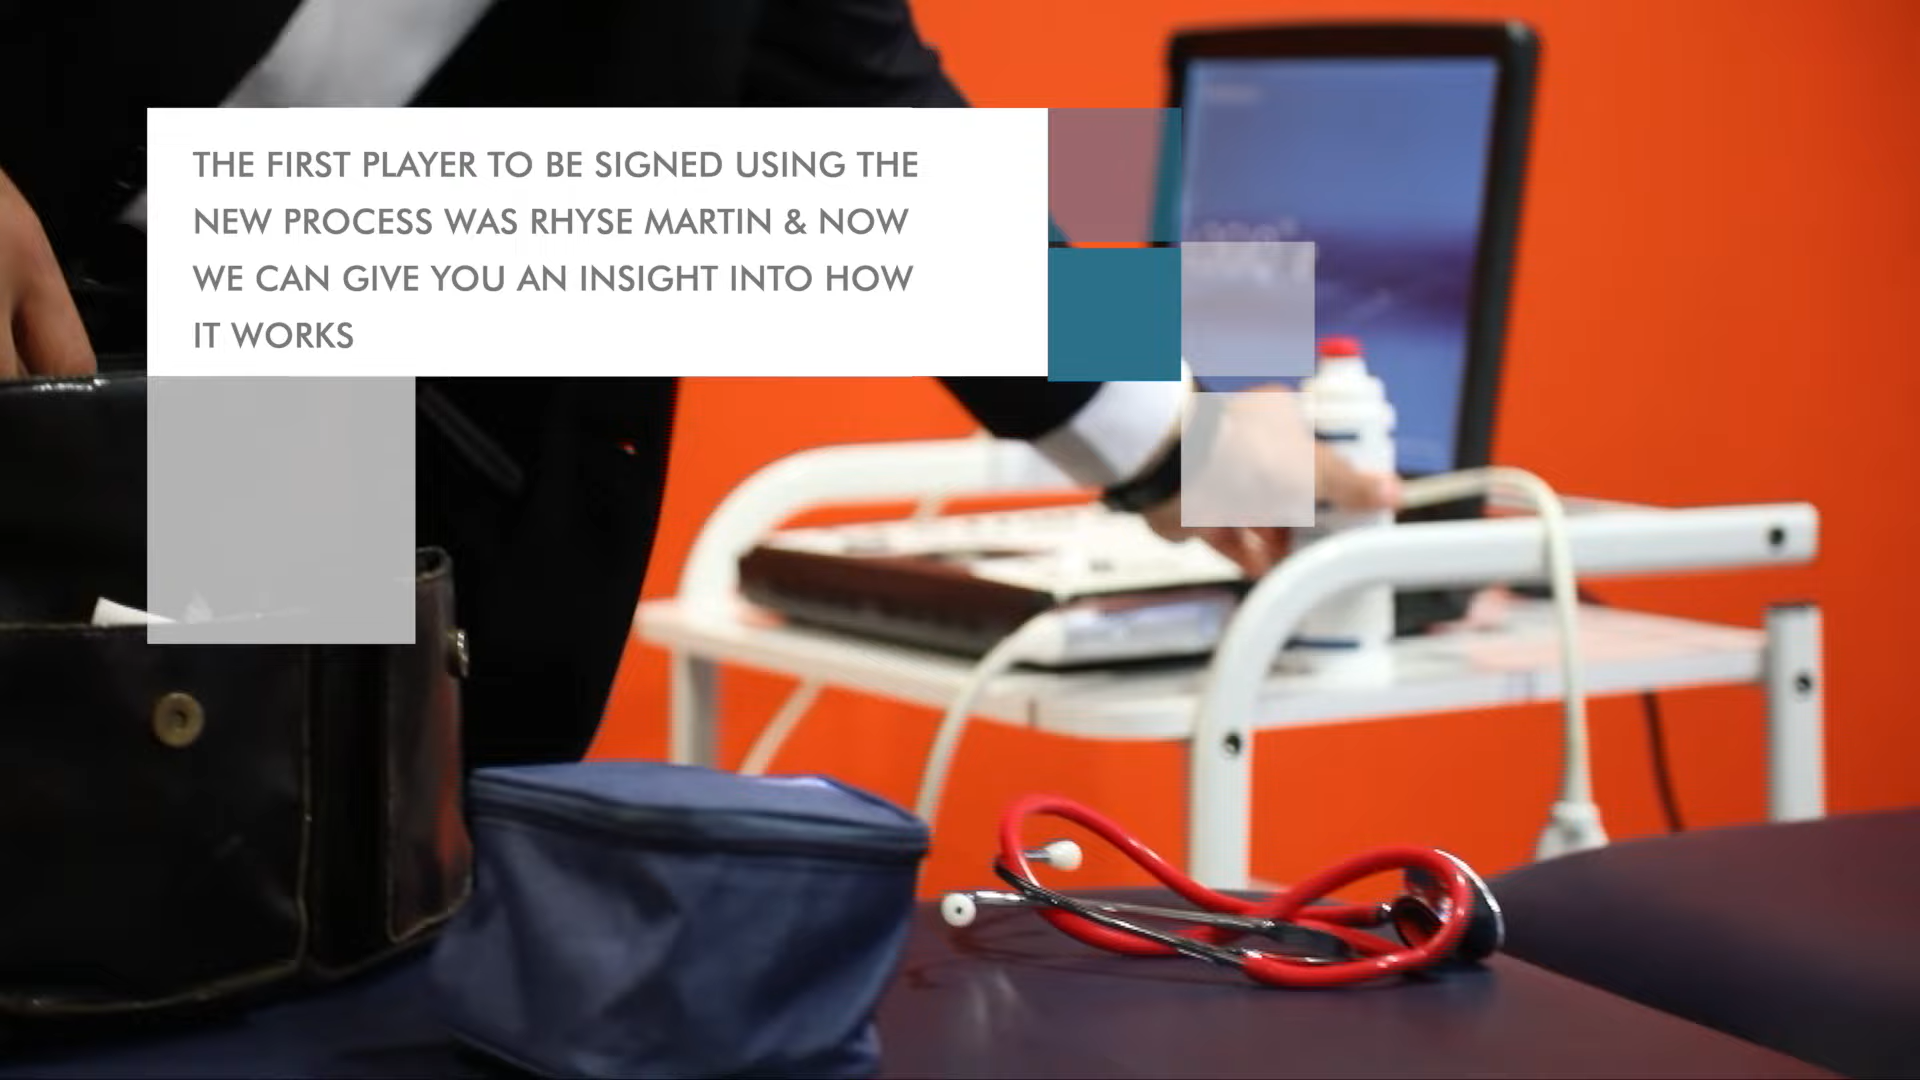 THE FIRST PLAYER TO BE SIGNED USING THE
NEW PROCESS WAS RHYSE MARTIN & NOW
WE CAN GIVE YOU AN INSIGHT INTO HOW
IT WORKS